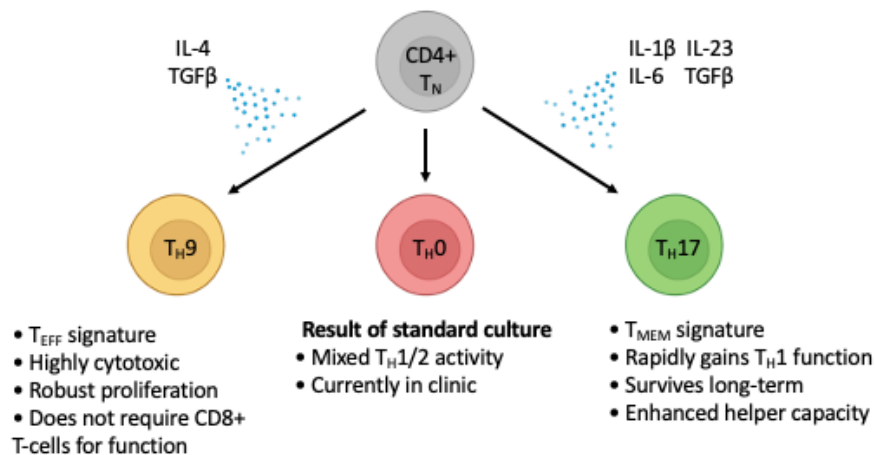 IL-4
TGFβ
CD4+
TN
IL-1β IL-23
IL-6 TGFβ
TH9
TH0
TH17
• TEFF signature
• Highly cytotoxic
• Robust proliferation
• Does not require CD8+
T-cells for function
Result of standard culture
• Mixed TH1/2 activity
• Currently in clinic
• TMEM signature
• Rapidly gains TH1 function
• Survives long-term
• Enhanced helper capacity